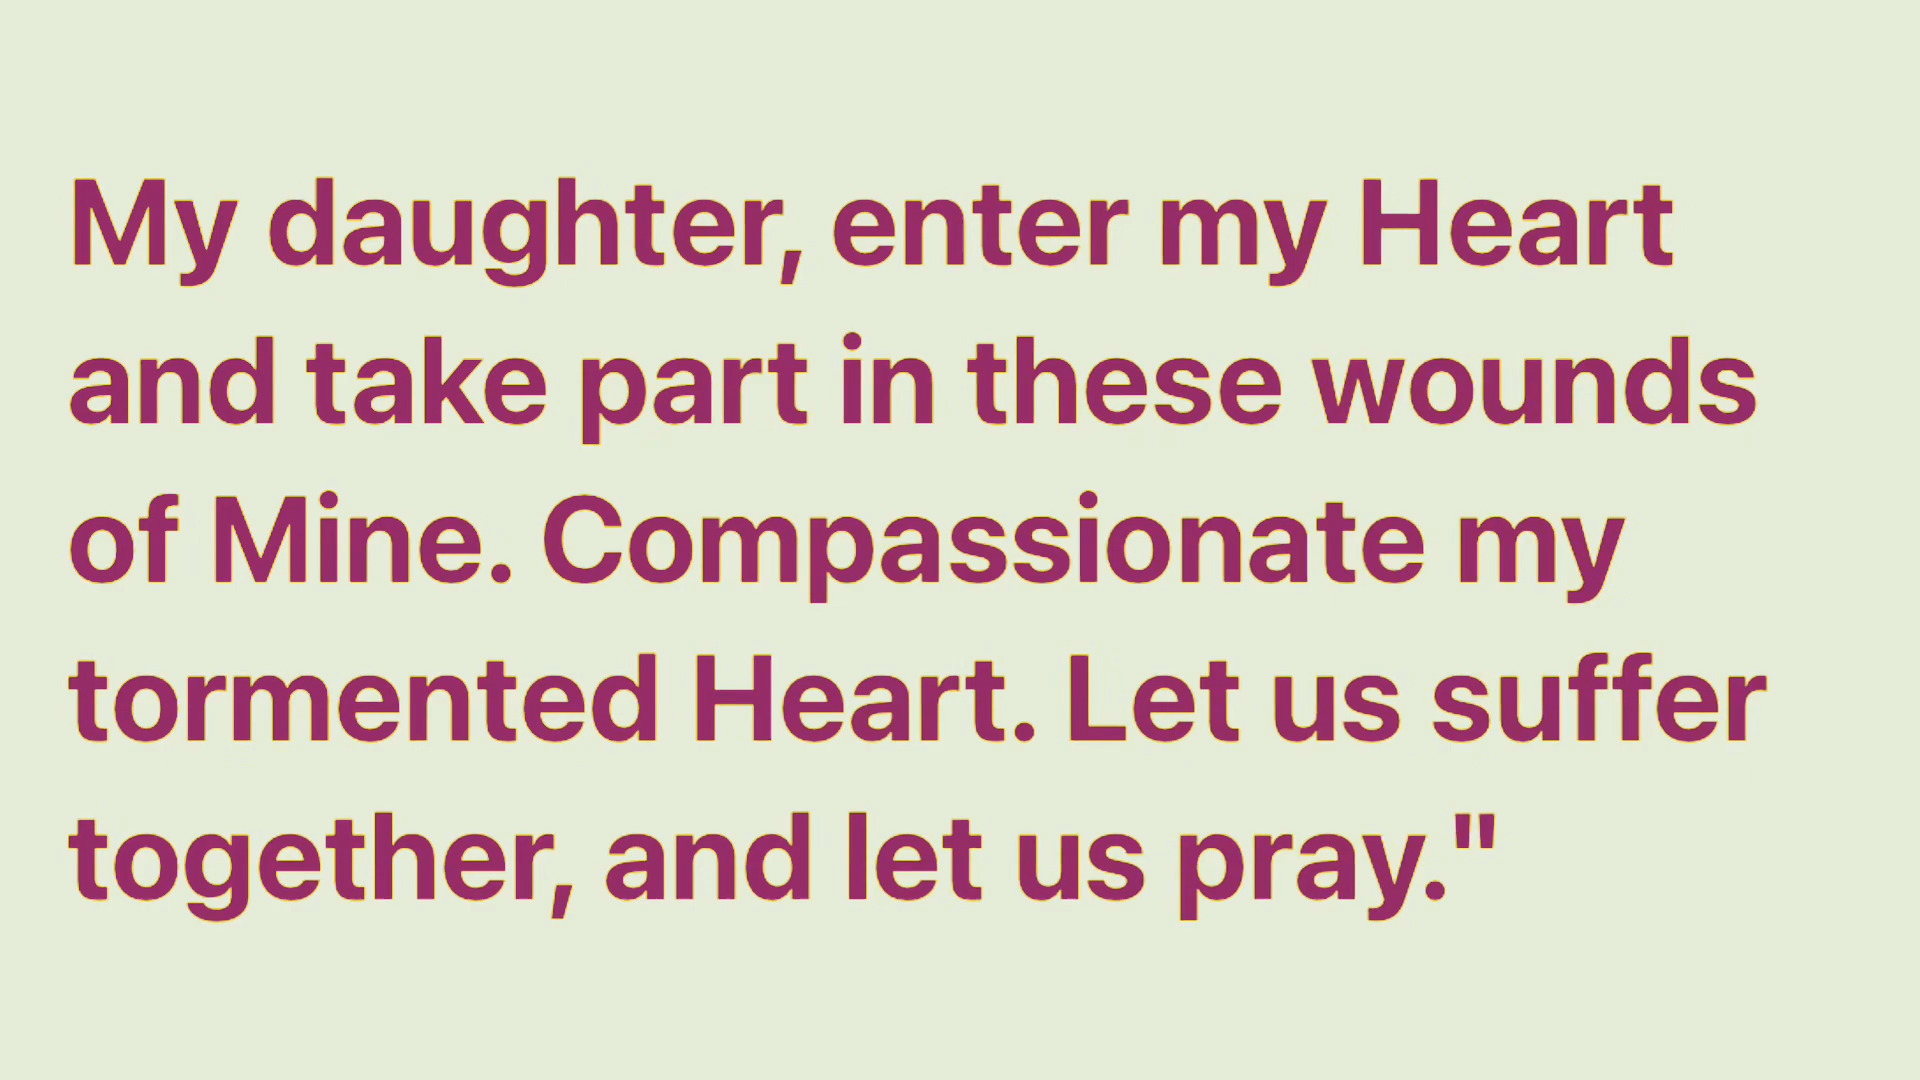 My daughter, enter my Heart
and take part in these wounds
of Mine. Compassionate my
tormented Heart. Let us suffer
together, and let us pray."